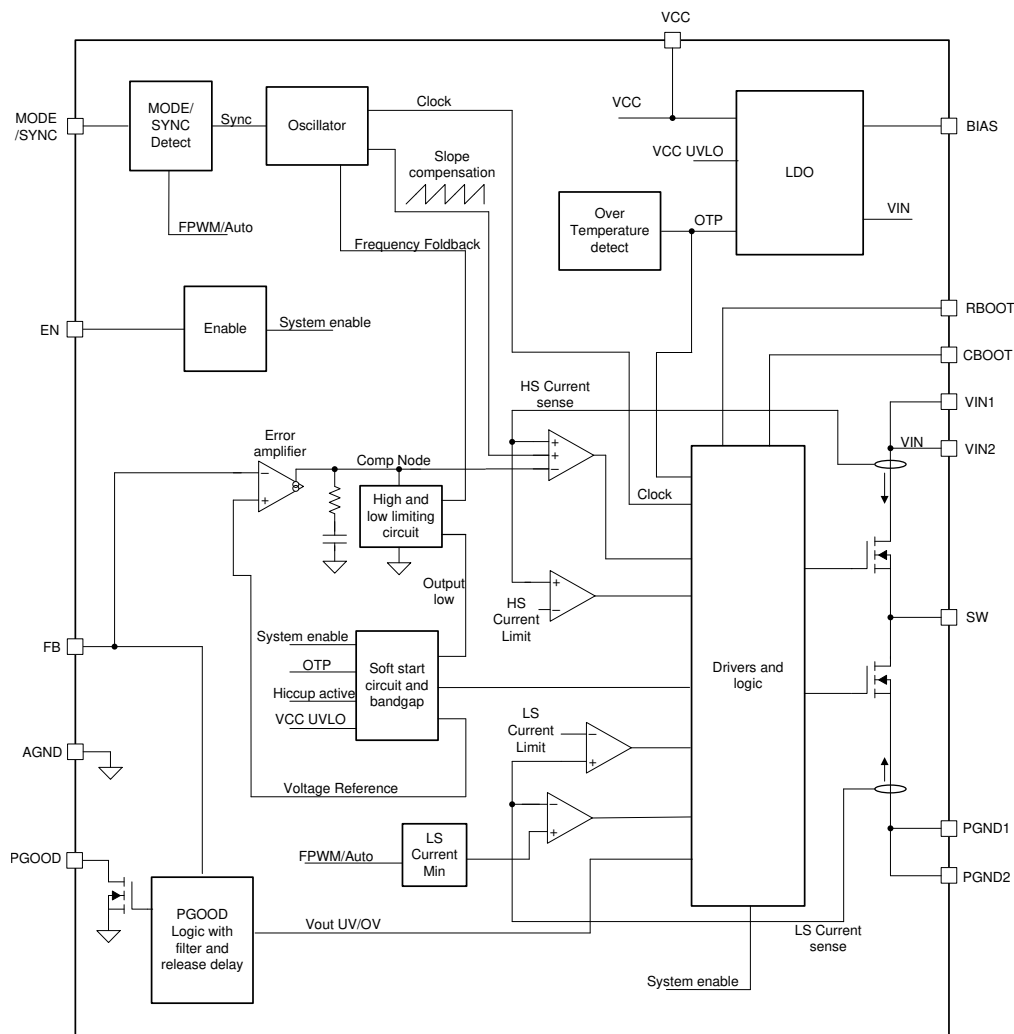 VCC
MODE
/SYNC
MODE/
SYNC
Detect
Sync
Oscillator
Clock
Slope
compensation
FPWM/Auto
Frequency Foldback
VCC
VCC UVLO
LDO
BIAS
VIN
Over
Temperature
detect
OTP
EN
Enable
System enable
RBOOT
CBOOT
VIN1
VIN
VIN2
HS Current
sense
Error
amplifier
−
+
Comp Node
High and
low limiting
circuit
+
+
−
Clock
Output
low
+
−
HS
Current
Limit
FB
System enable
OTP
Hiccup active
VCC UVLO
Soft start
circuit and
bandgap
Drivers and
logic
SW
LS
Current
Limit
−
+
AGND
Voltage Reference
−
+
FPWM/Auto
LS
Current
Min
PGND1
PGND2
PGOOD
PGOOD
Logic with
filter and
release delay
Vout UV/OV
LS Current
sense
System enable